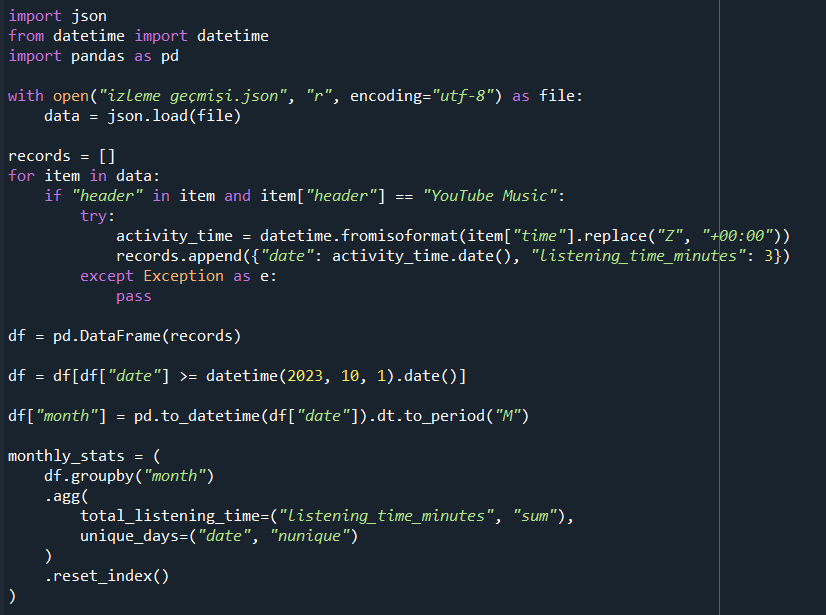 import json
from datetime import datetime
import pandas as pd
with open("izleme geçmişi.json", "r", encoding="utf-8") as file:
    data = json.load(file)
records = []
for item in data:
    if "header" in item and item["header"] == "YouTube Music":
        try:
            activity_time = datetime.fromisoformat(item["time"].replace("Z", "+00:00"))
            records.append({"date": activity_time.date(), "listening_time_minutes": 3})
        except Exception as e:
            pass
df = pd.DataFrame(records)
df = df[df["date"] >= datetime(2023, 10, 1).date()]
df["month"] = pd.to_datetime(df["date"]).dt.to_period("M")
monthly_stats = (
    df.groupby("month")
    .agg(
        total_listening_time=("listening_time_minutes", "sum"),
        unique_days=("date", "nunique")
    )
    .reset_index()
)